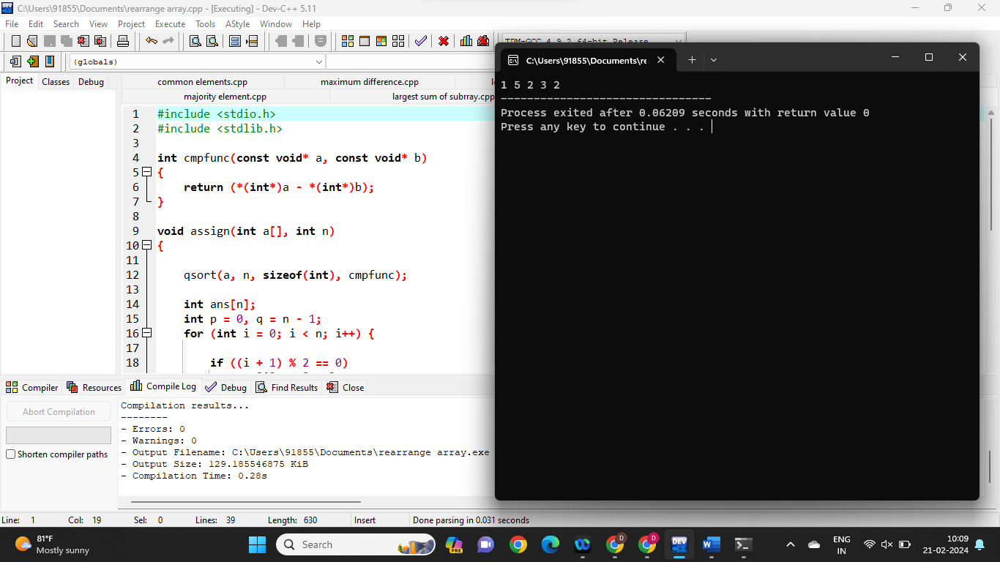 C:\Users\91855\Documents\rearrange array.cpp - [Executing] - Dev-C++ 5.11
File Edit Search View Project Execute Tools AStyle Window Help
TDM-GCC 4.9.2 64-bit Release
(globals)
Project Classes Debug
common elements.cpp maximum difference.cpp
majority element.cpp largest sum of subrray.cpp
1 #include <stdio.h>
2 #include <stdlib.h>
3
4 int cmpfunc(const void* a, const void* b)
5 {
6 return (*(int*)a - *(int*)b);
7 }
8
9 void assign(int a[], int n)
10 {
11
12 qsort(a, n, sizeof(int), cmpfunc);
13
14 int ans[n];
15 int p = 0, q = n - 1;
16 for (int i = 0; i < n; i++) {
17
18 if ((i + 1) % 2 == 0)
C:\Users\91855\Documents\re
1 5 2 3 2
--------------------------------
Process exited after 0.06209 seconds with return value 0
Press any key to continue . . .
Compiler Resources Compile Log Debug Find Results Close
Abort Compilation
Shorten compiler paths
Compilation results...
--------
- Errors: 0
- Warnings: 0
- Output Filename: C:\Users\91855\Documents\rearrange array.exe
- Output Size: 129.185546875 KiB
- Compilation Time: 0.28s
Line: 1 Col: 19 Sel: 0 Lines: 39 Length: 630 Insert Done parsing in 0.031 seconds
81°F
Mostly sunny
Search
PRE
D
D
DEV
ENG
IN
10:09
21-02-2024